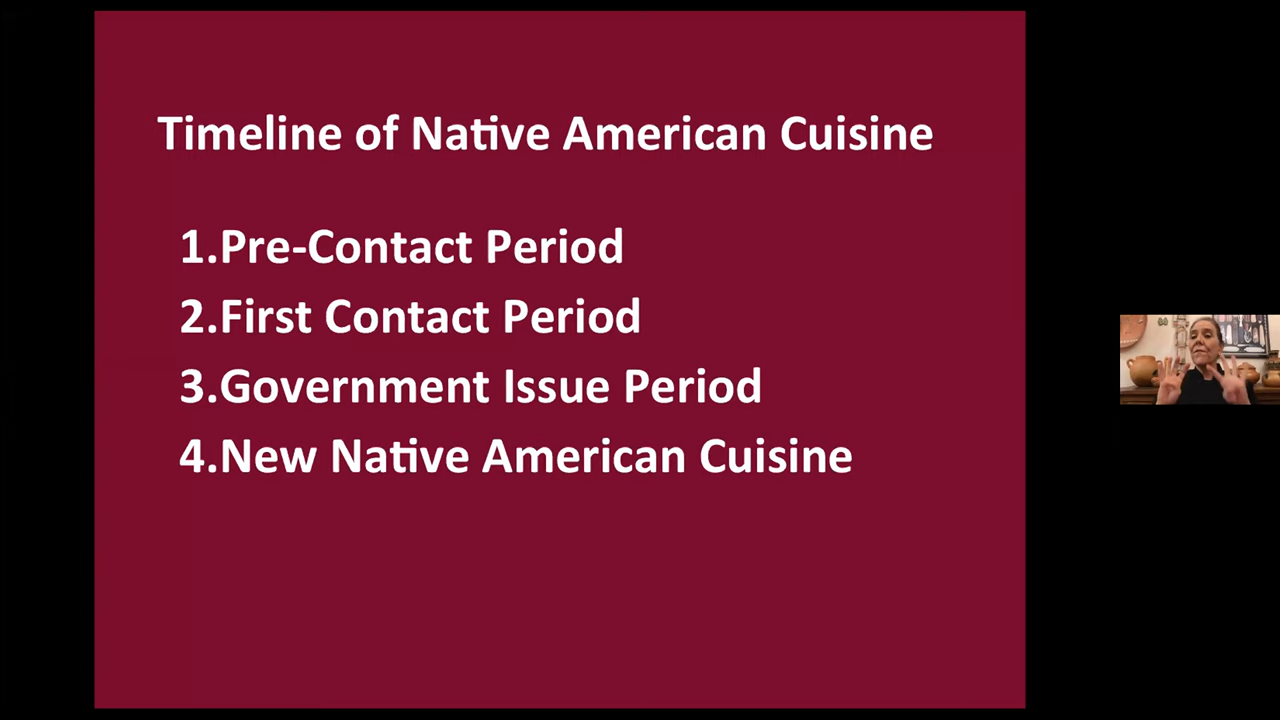 Timeline of Native American Cuisine
1.Pre-Contact Period
2.First Contact Period
3.Government Issue Period
4.New Native American Cuisine